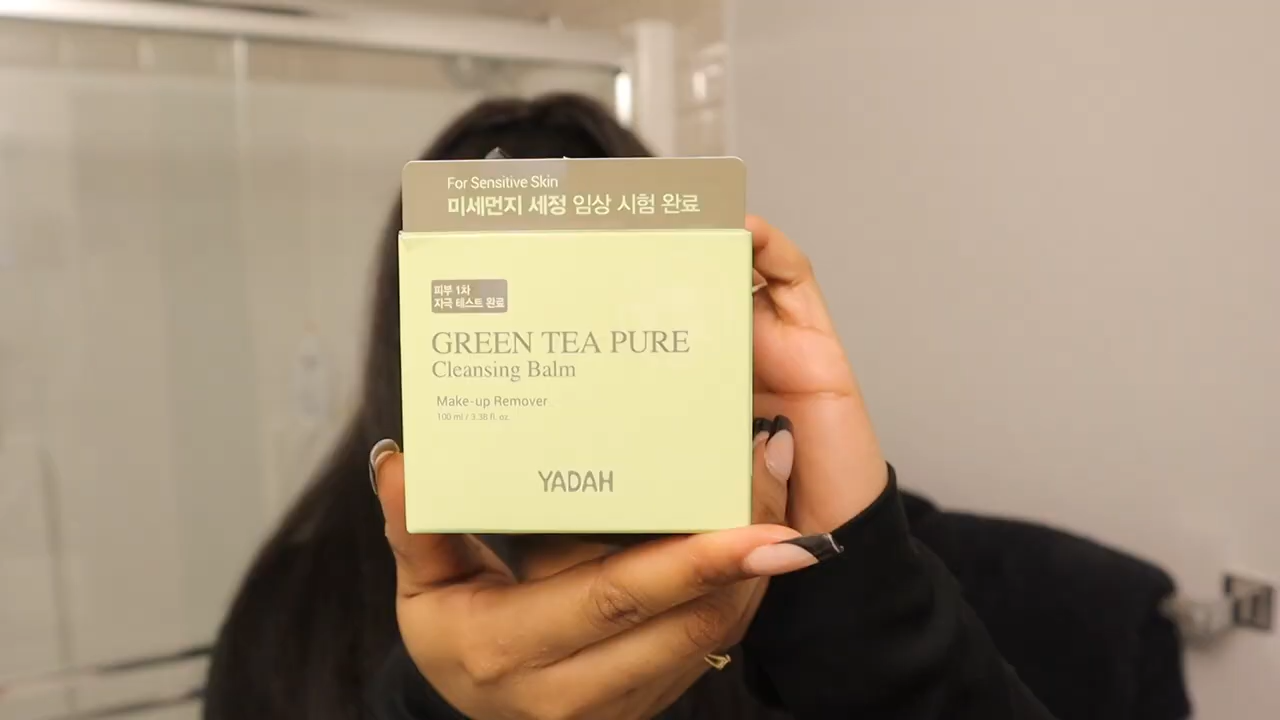 For Sensitive Skin
미세먼지 세정 임상 시험 완료
피부 1차
자극 테스트 완료
GREEN TEA PURE
Cleansing Balm
Make-up Remover
100 ml / 3.38 fl. oz.
YADAH